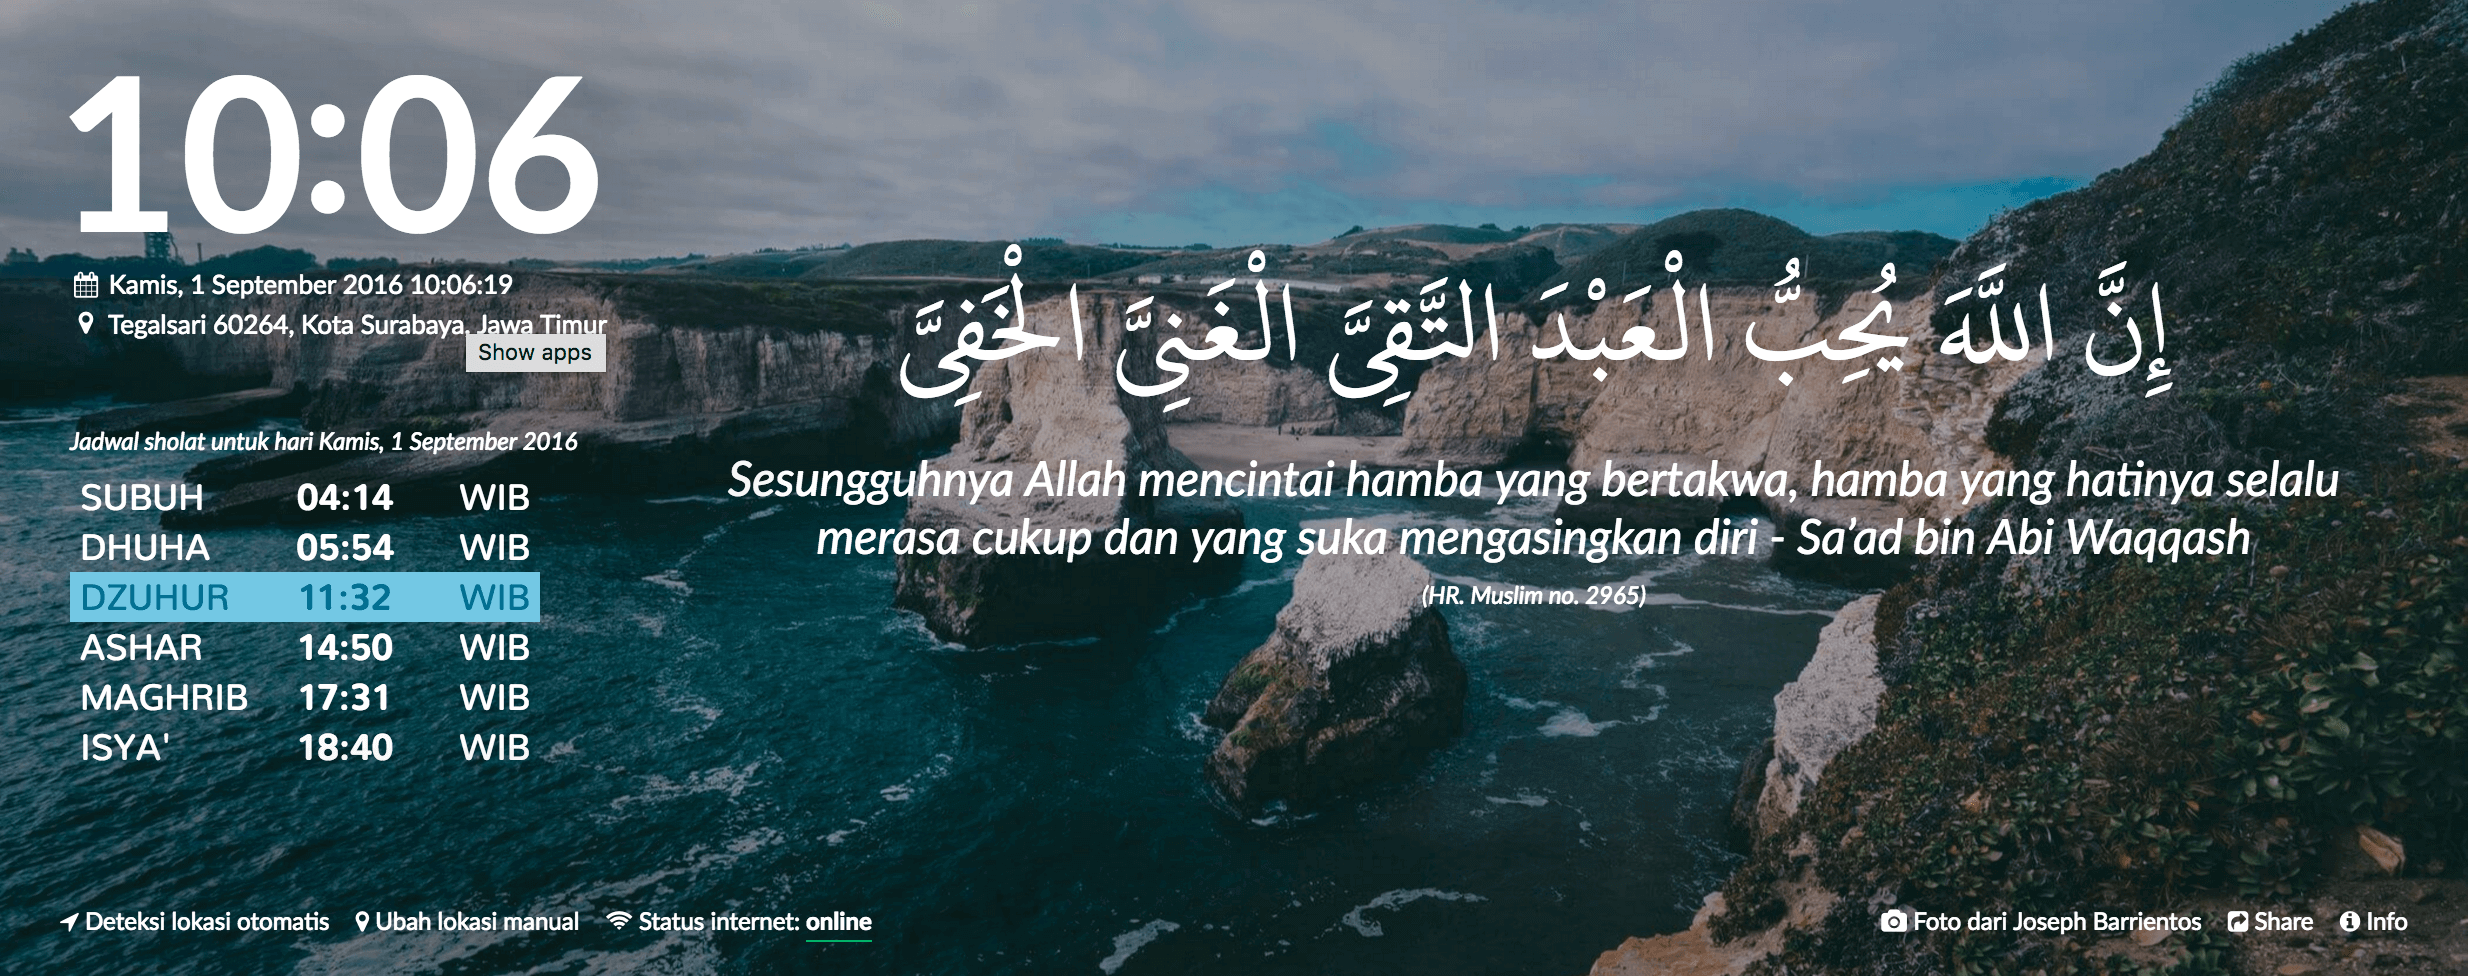 10:06
Kamis, 1 September 2016 10:06:19
Tegalsari 60264, Kota Surabaya, Jawa Timur
Show apps
Jadwal sholat untuk hari Kamis, 1 September 2016
SUBUH 04:14 WIB
DHUHA 05:54 WIB
DZUHUR 11:32 WIB
ASHAR 14:50 WIB
MAGHRIB 17:31 WIB
ISYA' 18:40 WIB
إِنَّ اللَّهَ يُحِبُّ الْعَبْدَ التَّقِيَّ الْغَنِيَّ الْخَفِيَّ
Sesungguhnya Allah mencintai hamba yang bertakwa, hamba yang hatinya selalu
merasa cukup dan yang suka mengasingkan diri - Sa’ad bin Abi Waqqash
(HR. Muslim no. 2965)
Deteksi lokasi otomatis Ubah lokasi manual Status internet: online
Foto dari Joseph Barrientos Share Info